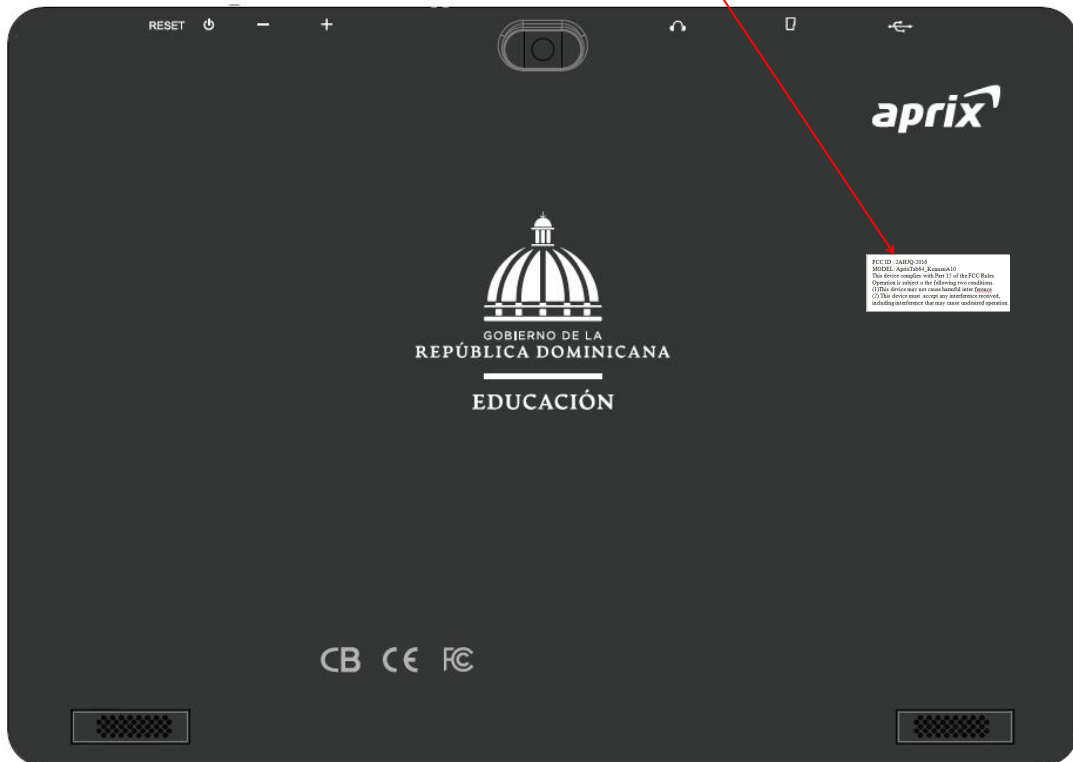 RESET − +
aprix
FCC ID : 2AHJQ-2016
MODEL: AprixTab64_KonnenA10
This device complies with Part 15 of the FCC Rules.
Operation is subject o the following two conditions.
(1)This device may not cause harmful inter ference
(2) This device must accept any interference received,
including interference that may cause undesired operation.
GOBIERNO DE LA
REPÚBLICA DOMINICANA
EDUCACIÓN
CB CE FC